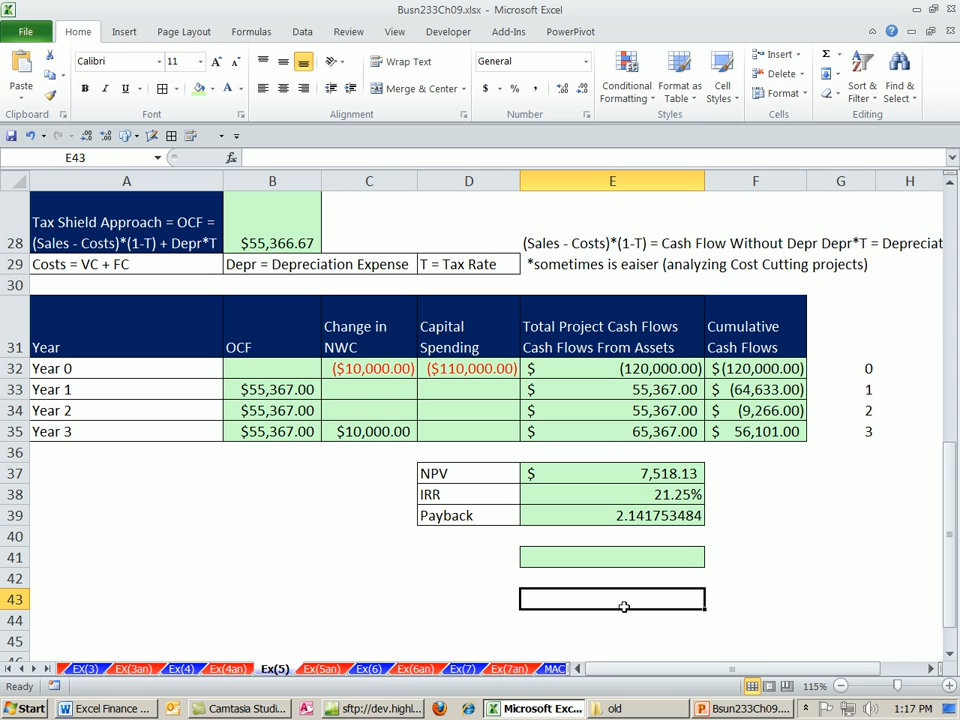 Busn233Ch09.xlsx - Microsoft Excel
File Home Insert Page Layout Formulas Data Review View Developer Add-Ins PowerPivot
Paste
Calibri 11
Wrap Text
Merge & Center
General
Conditional Formatting
Format as Table
Cell Styles
Insert
Delete
Format
Sort & Filter
Find & Select
Clipboard Font Alignment Number Styles Cells Editing
E43 fx
A B C D E F G H
28 Tax Shield Approach = OCF = (Sales - Costs)*(1-T) + Depr*T $55,366.67 (Sales - Costs)*(1-T) = Cash Flow Without Depr Depr*T = Depreciat
29 Costs = VC + FC Depr = Depreciation Expense T = Tax Rate *sometimes is eaiser (analyzing Cost Cutting projects)
30
31 Year OCF Change in NWC Capital Spending Total Project Cash Flows Cash Flows From Assets Cumulative Cash Flows
32 Year 0 ($10,000.00) ($110,000.00) $ (120,000.00) $ (120,000.00) 0
33 Year 1 $55,367.00 $ 55,367.00 $ (64,633.00) 1
34 Year 2 $55,367.00 $ 55,367.00 $ (9,266.00) 2
35 Year 3 $55,367.00 $10,000.00 $ 65,367.00 $ 56,101.00 3
36
37 NPV $ 7,518.13
38 IRR 21.25%
39 Payback 2.141753484
40
41
42
43
44
45
Ex(3) Ex(3an) Ex(4) Ex(4an) Ex(5) Ex(5an) Ex(6) Ex(6an) Ex(7) Ex(7an) MAC
Ready 115%
Start Excel Finance ... Camtasia Studi... sftp://dev.highl... Microsoft Exc... old Busn233Ch09.... 1:17 PM